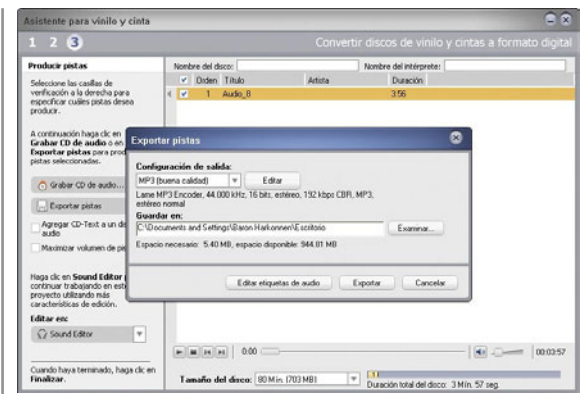 Asistente para vinilo y cinta
1 2 3
Convertir discos de vinilo y cintas a formato digital
Producir pistas
Seleccione las casillas de
verificación a la derecha para
especificar cuáles pistas desea
producir.
A continuación haga clic en
Grabar CD de audio o en
Exportar pistas para prod
pistas seleccionadas.
Grabar CD de audio...
Exportar pistas
Agregar CD-Text a un di
audio
Maximizar volumen de pis
Haga clic en Sound Editor
continuar trabajando en est
proyecto utilizando más
características de edición.
Editar en:
Sound Editor
Cuando haya terminado, haga clic en
Finalizar.
Nombre del disco:
Nombre del intérprete:
Orden Título Artista Duración
1 Audio_8 3:56
Exportar pistas
Configuración de salida:
MP3 (buena calidad) Editar
Lame MP3 Encoder, 44.000 kHz, 16 bits, estéreo, 192 kbps CBR, MP3,
estéreo normal
Guardar en:
C:\Documents and Settings\Baron Harkonnen\Escritorio Examinar...
Espacio necesario: 5.40 MB, espacio disponible: 944.81 MB
Editar etiquetas de audio Exportar Cancelar
0:00 00:03:57
Tamaño del disco: 80 Min. (703 MB)
1
Duración total del disco: 3 Mín. 57 seg.